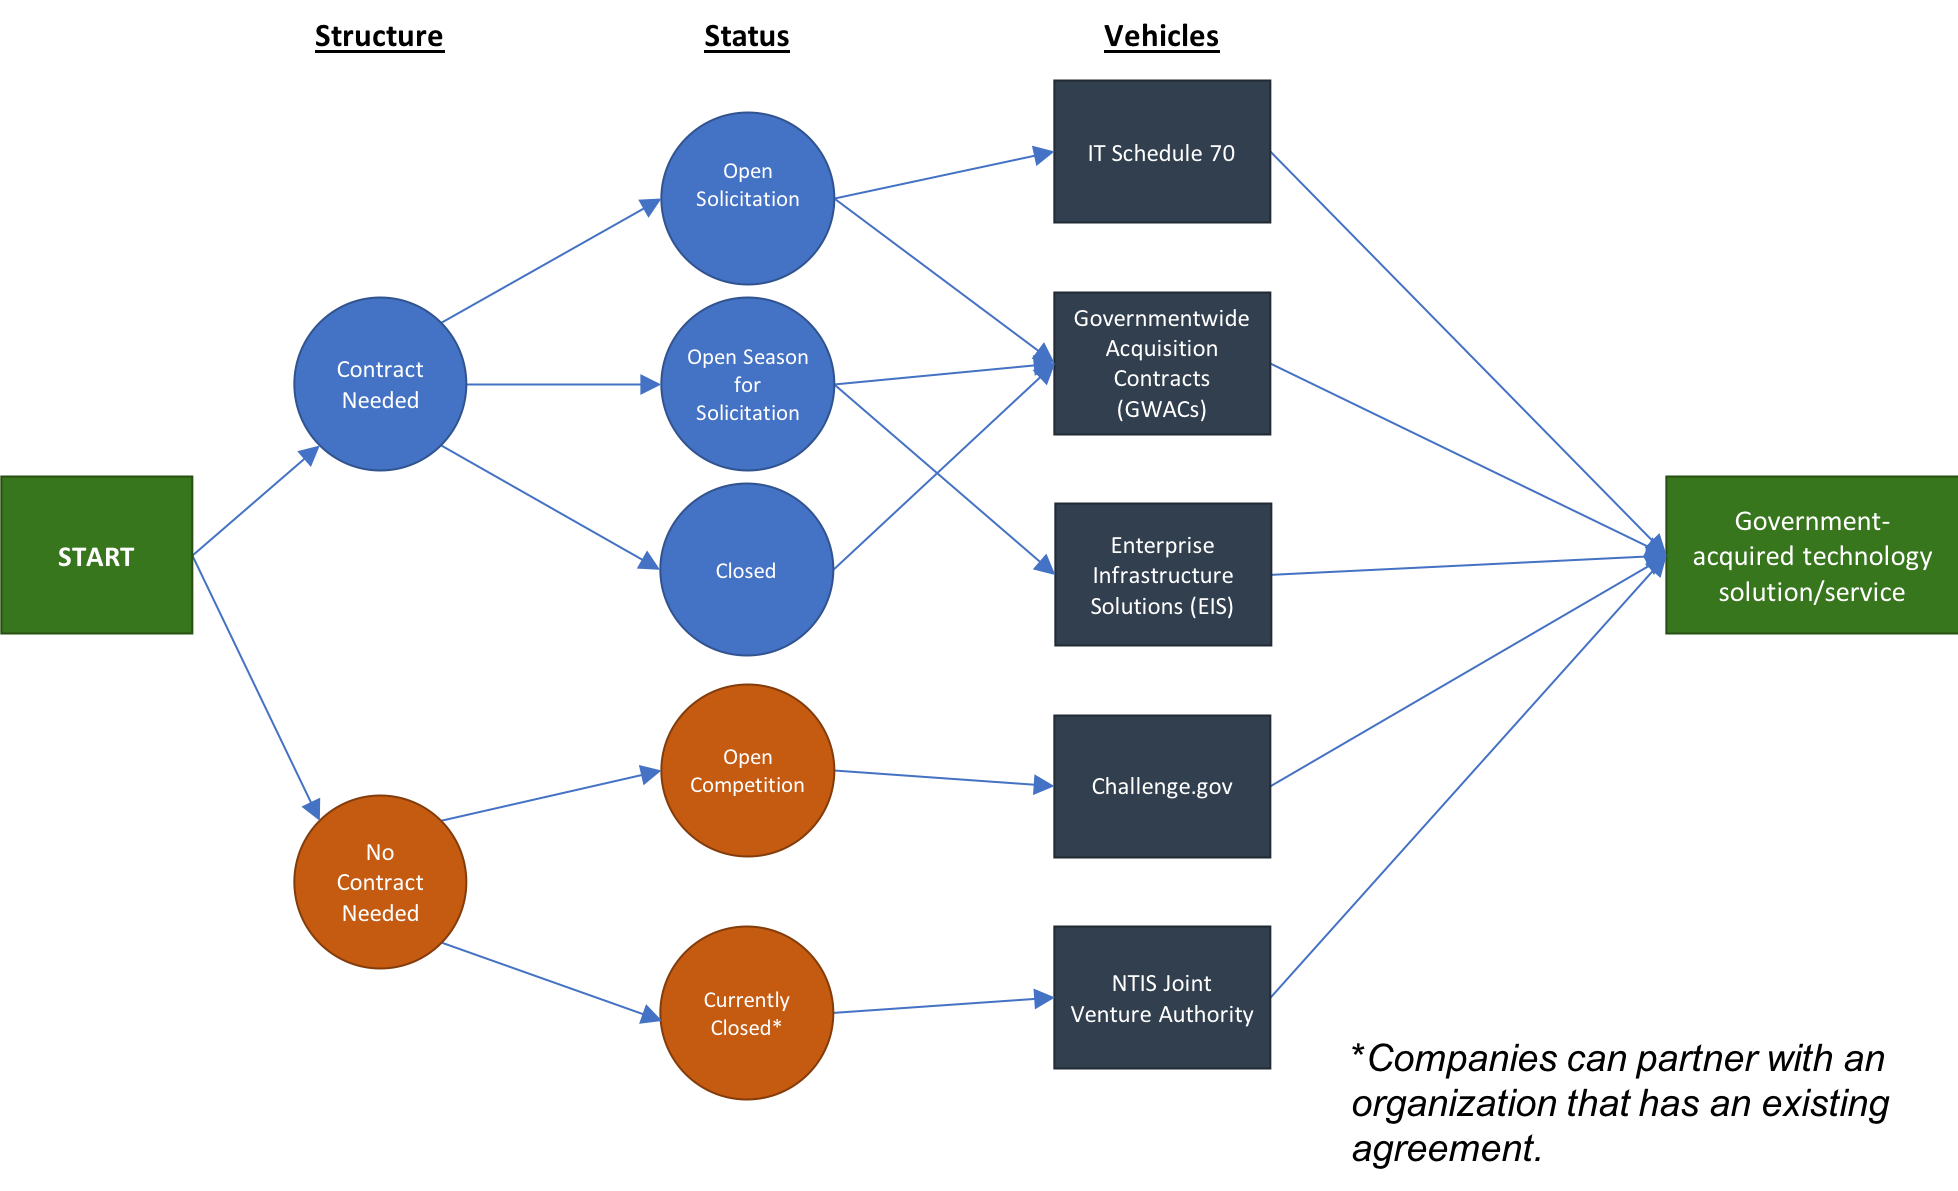 Structure
Status
Vehicles
Open
Solicitation
IT Schedule 70
Contract
Needed
Open Season
for
Solicitation
Governmentwide
Acquisition
Contracts
(GWACs)
START
Closed
Enterprise
Infrastructure
Solutions (EIS)
Government-
acquired technology
solution/service
No
Contract
Needed
Open
Competition
Challenge.gov
Currently
Closed*
NTIS Joint
Venture Authority
*Companies can partner with an
organization that has an existing
agreement.